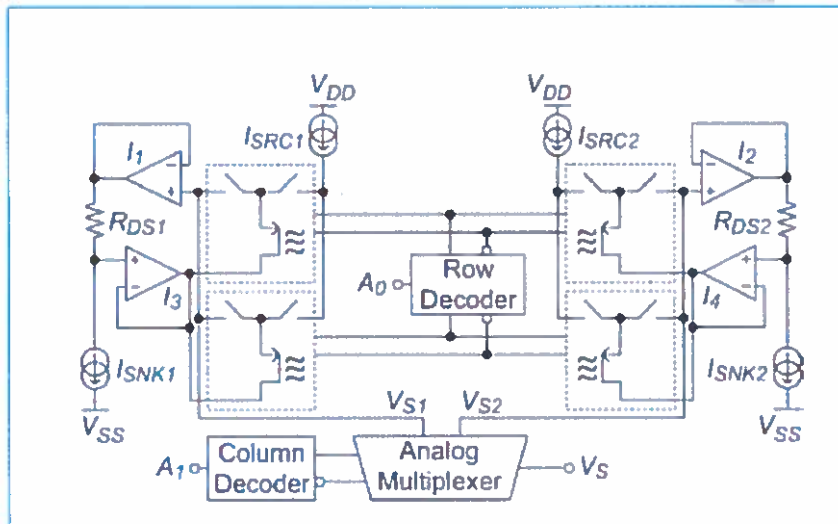 V_DD V_DD
I_SRC1 I_SRC2
I_1 I_2
- -
+ +
R_DS1 R_DS2
+ +
- -
I_3 I_4
A_0 Row
Decoder
I_SNK1 I_SNK2
V_SS V_SS
V_S1 V_S2
A_1 Column
Decoder
Analog
Multiplexer
V_S